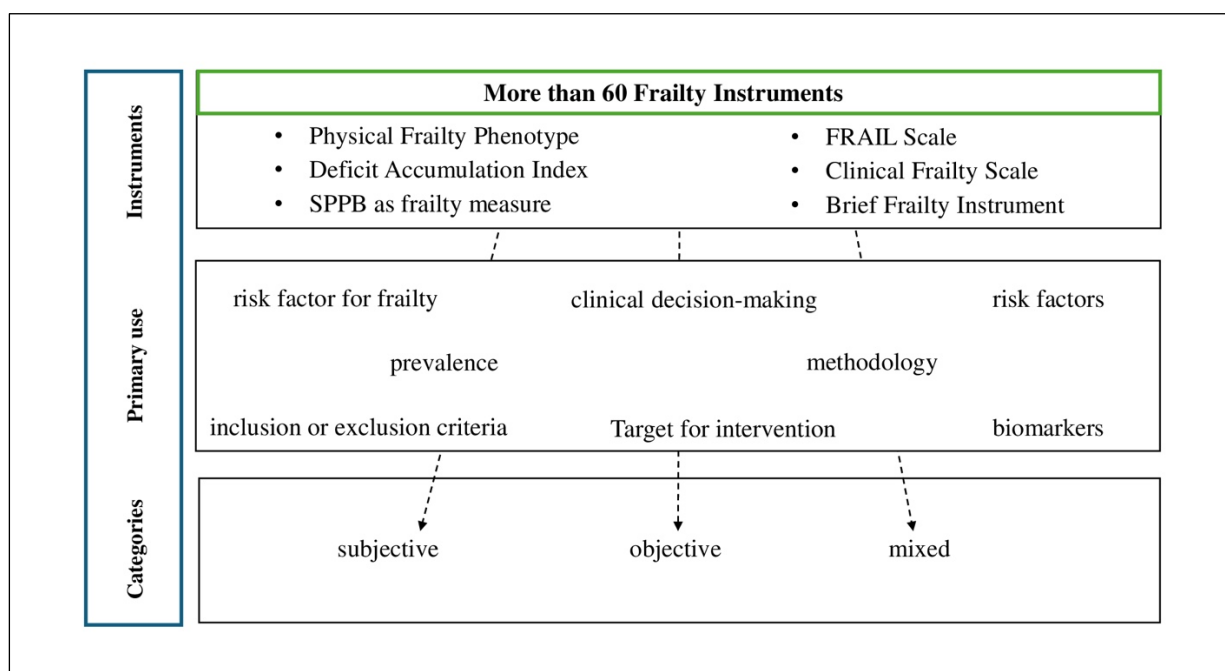 Instruments
More than 60 Frailty Instruments
• Physical Frailty Phenotype
• Deficit Accumulation Index
• SPPB as frailty measure
• FRAIL Scale
• Clinical Frailty Scale
• Brief Frailty Instrument
Primary use
risk factor for frailty clinical decision-making risk factors
prevalence methodology
inclusion or exclusion criteria Target for intervention biomarkers
Categories
subjective objective mixed